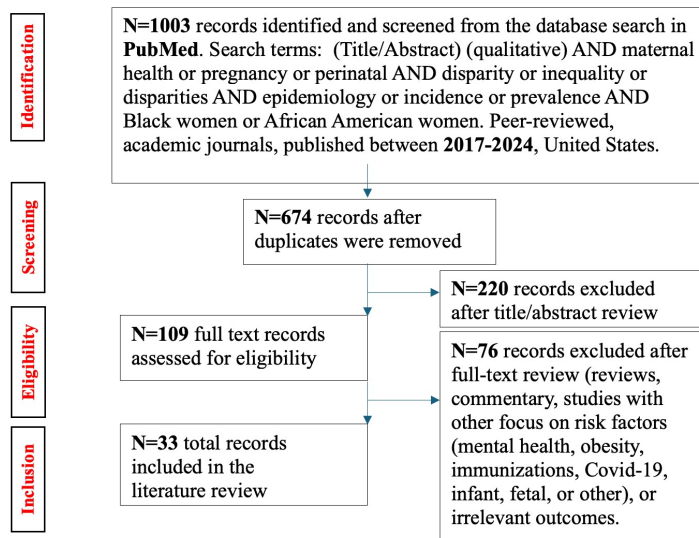 Identification
N=1003 records identified and screened from the database search in
PubMed. Search terms: (Title/Abstract) (qualitative) AND maternal
health or pregnancy or perinatal AND disparity or inequality or
disparities AND epidemiology or incidence or prevalence AND
Black women or African American women. Peer-reviewed,
academic journals, published between 2017-2024, United States.
Screening
N=674 records after
duplicates were removed
N=220 records excluded
after title/abstract review
Eligibility
N=109 full text records
assessed for eligibility
N=76 records excluded after
full-text review (reviews,
commentary, studies with
other focus on risk factors
(mental health, obesity,
immunizations, Covid-19,
infant, fetal, or other), or
irrelevant outcomes.
Inclusion
N=33 total records
included in the
literature review